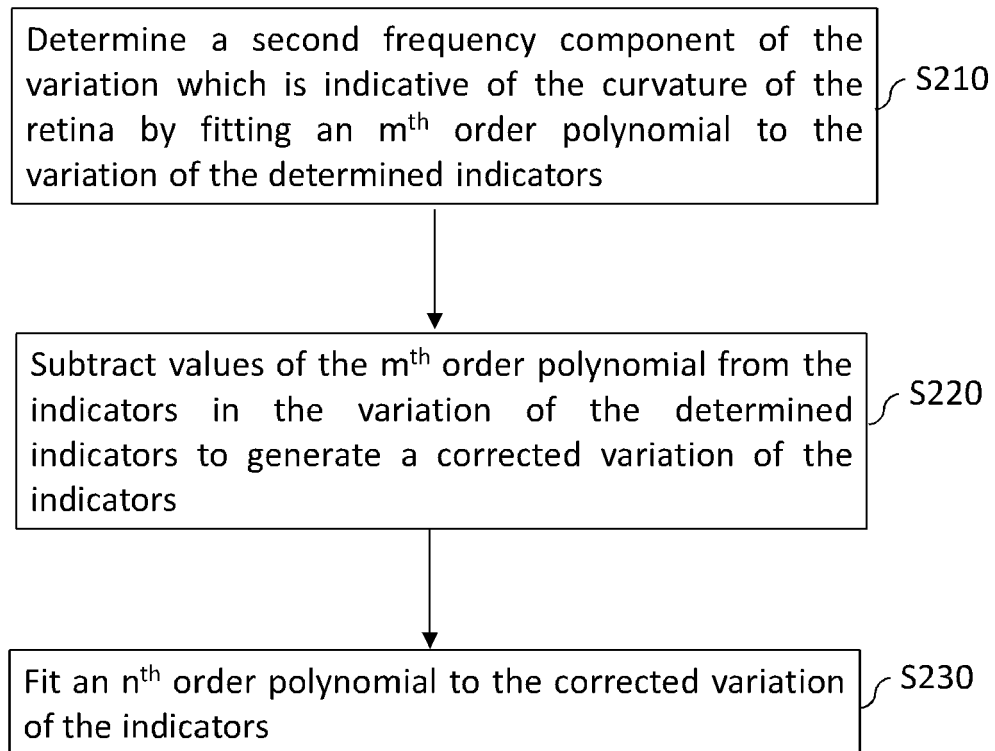 Determine a second frequency component of the
variation which is indicative of the curvature of the
retina by fitting an mth order polynomial to the
variation of the determined indicators
S210
Subtract values of the mth order polynomial from the
indicators in the variation of the determined
indicators to generate a corrected variation of the
indicators
S220
Fit an nth order polynomial to the corrected variation
of the indicators
S230